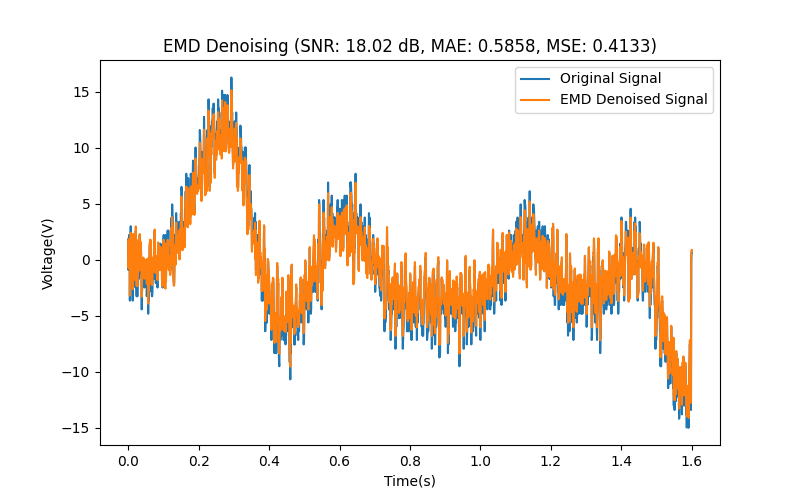 EMD Denoising (SNR: 18.02 dB, MAE: 0.5858, MSE: 0.4133)
Original Signal
EMD Denoised Signal
Voltage(V)
15
10
5
0
−5
−10
−15
0.0 0.2 0.4 0.6 0.8 1.0 1.2 1.4 1.6
Time(s)